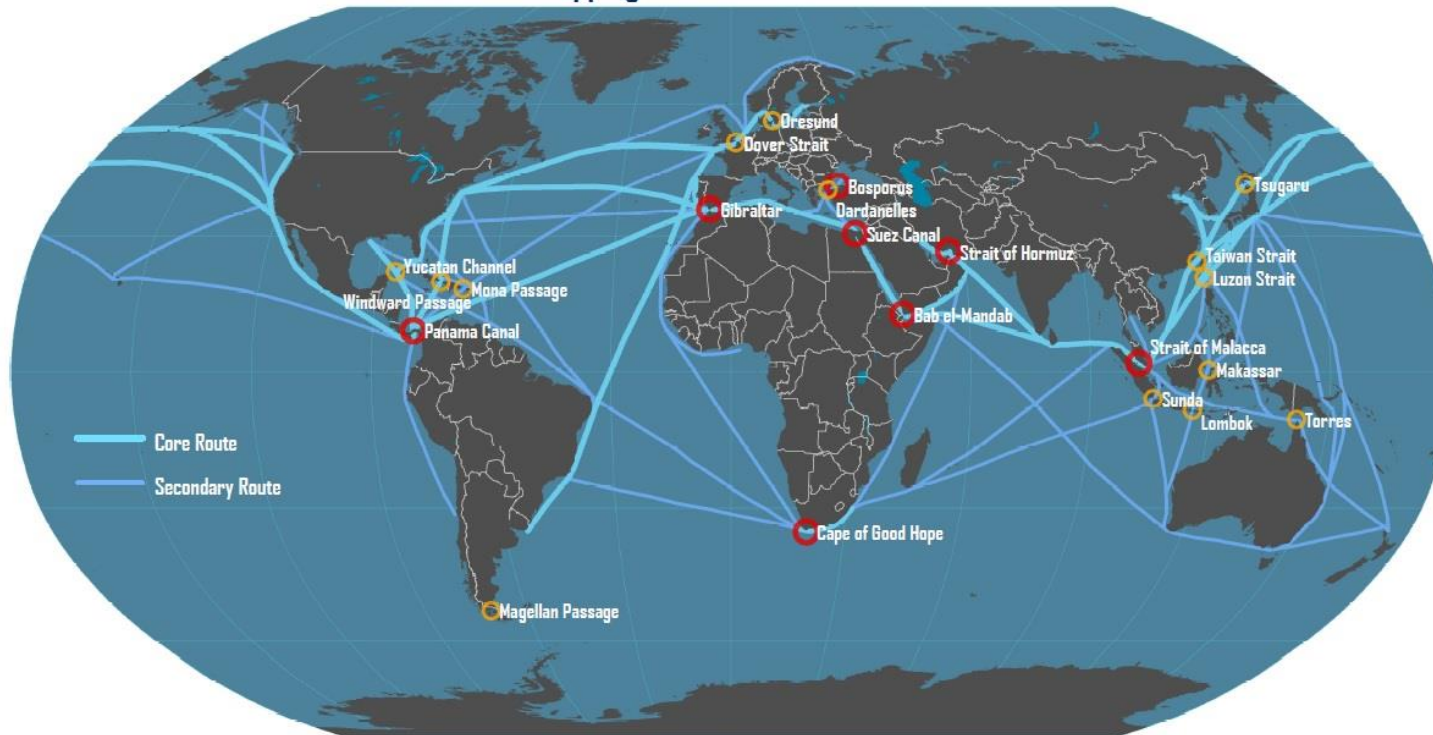 Oresund
Dover Strait
Bosporus
Tsugaru
Gibraltar
Dardanelles
Suez Canal
Strait of Hormuz
Taiwan Strait
Yucatan Channel
Luzon Strait
Mona Passage
Windward Passage
Bab el-Mandab
Panama Canal
Strait of Malacca
Makassar
Sunda
Lombok
Torres
Core Route
Secondary Route
Cape of Good Hope
Magellan Passage